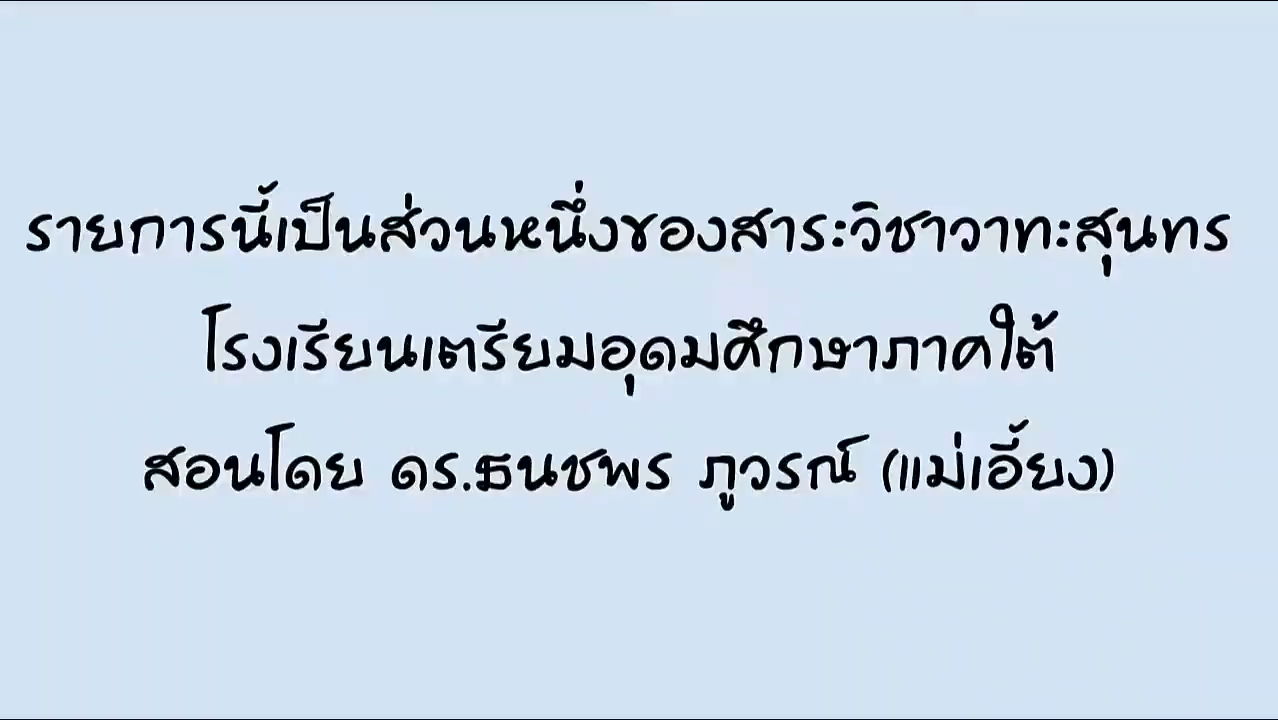 รายการนี้เป็นส่วนหนึ่งของสาระวิชาวาทะสุนทร
โรงเรียนเตรียมอุดมศึกษาภาคใต้
สอนโดย ดร.ธนชพร ภูวรณ์ (แม่เอี้ยง)